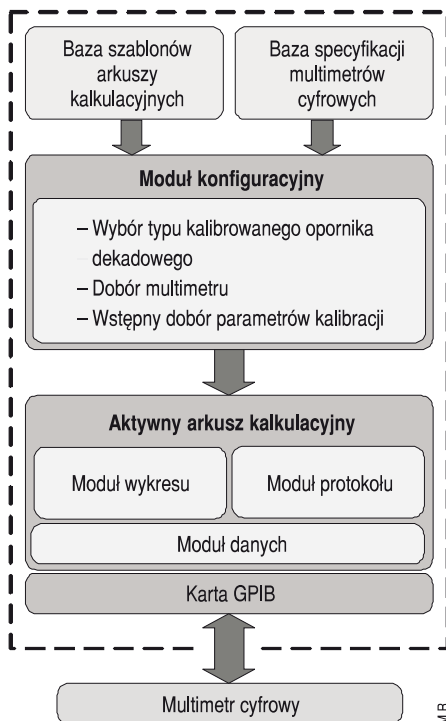 Baza szablonów
arkuszy
kalkulacyjnych
Baza specyfikacji
multimetrów
cyfrowych
Moduł konfiguracyjny
– Wybór typu kalibrowanego opornika
dekadowego
– Dobór multimetru
– Wstępny dobór parametrów kalibracji
Aktywny arkusz kalkulacyjny
Moduł wykresu
Moduł protokołu
Moduł danych
Karta GPIB
Multimetr cyfrowy